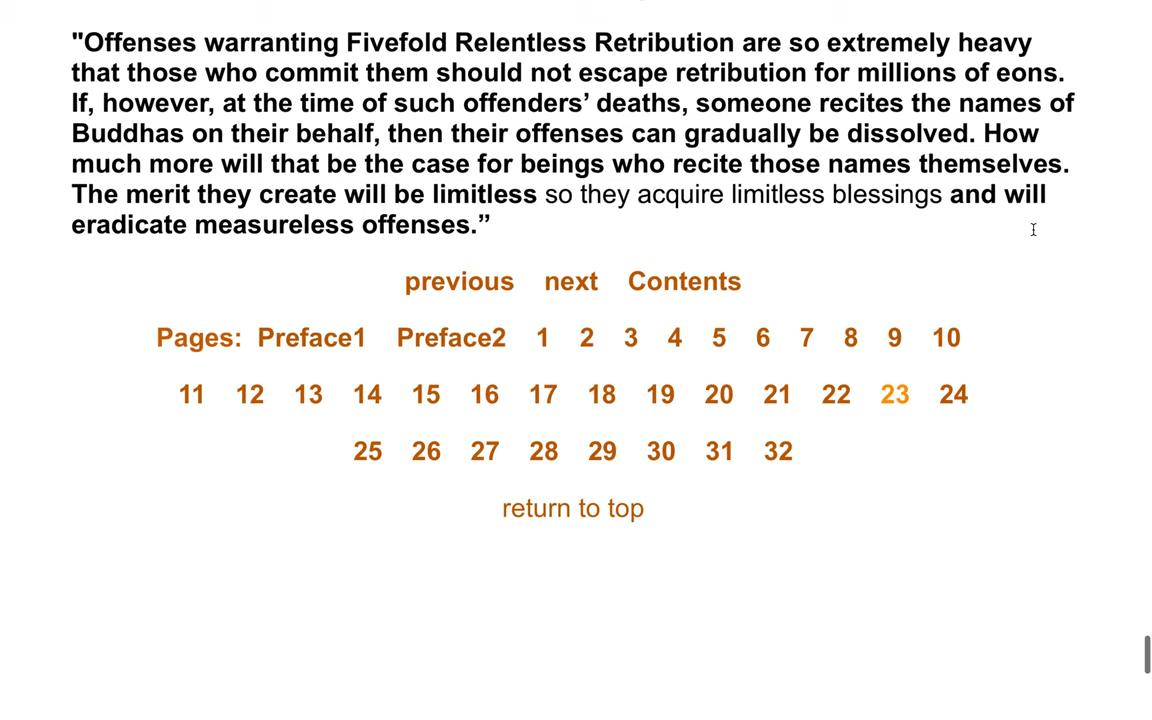 "Offenses warranting Fivefold Relentless Retribution are so extremely heavy
that those who commit them should not escape retribution for millions of eons.
If, however, at the time of such offenders’ deaths, someone recites the names of
Buddhas on their behalf, then their offenses can gradually be dissolved. How
much more will that be the case for beings who recite those names themselves.
The merit they create will be limitless so they acquire limitless blessings and will
eradicate measureless offenses.”
previous next Contents
Pages: Preface1 Preface2 1 2 3 4 5 6 7 8 9 10
11 12 13 14 15 16 17 18 19 20 21 22 23 24
25 26 27 28 29 30 31 32
return to top